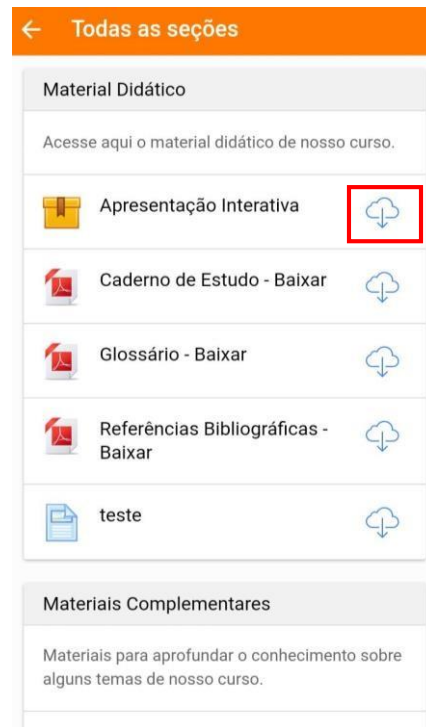 Todas as seções
Material Didático
Acesse aqui o material didático de nosso curso.
Apresentação Interativa
Caderno de Estudo - Baixar
Glossário - Baixar
Referências Bibliográficas -
Baixar
teste
Materiais Complementares
Materiais para aprofundar o conhecimento sobre
alguns temas de nosso curso.